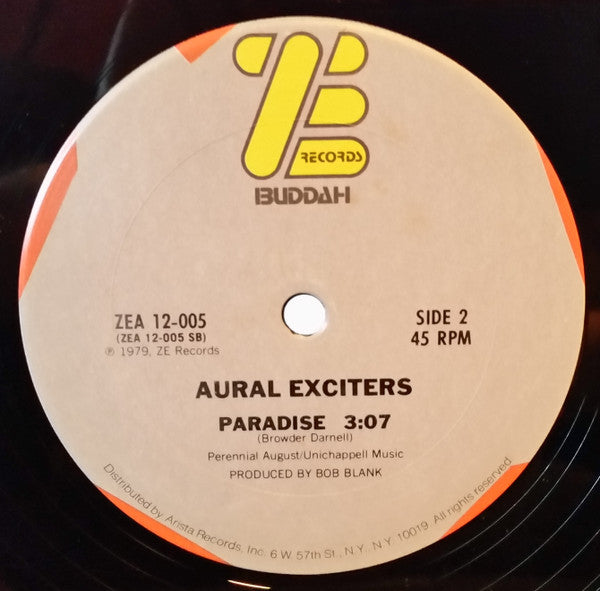 ZE
RECORDS
BUDDAH
ZEA 12-005
(ZEA 12-005 SB)
℗ 1979, ZE Records
SIDE 2
45 RPM
AURAL EXCITERS
PARADISE 3:07
(Browder Darnell)
Perennial August/Unichappell Music
PRODUCED BY BOB BLANK
Distributed by Arista Records, Inc. 6 W. 57th St., N.Y., N.Y. 10019. All rights reserved